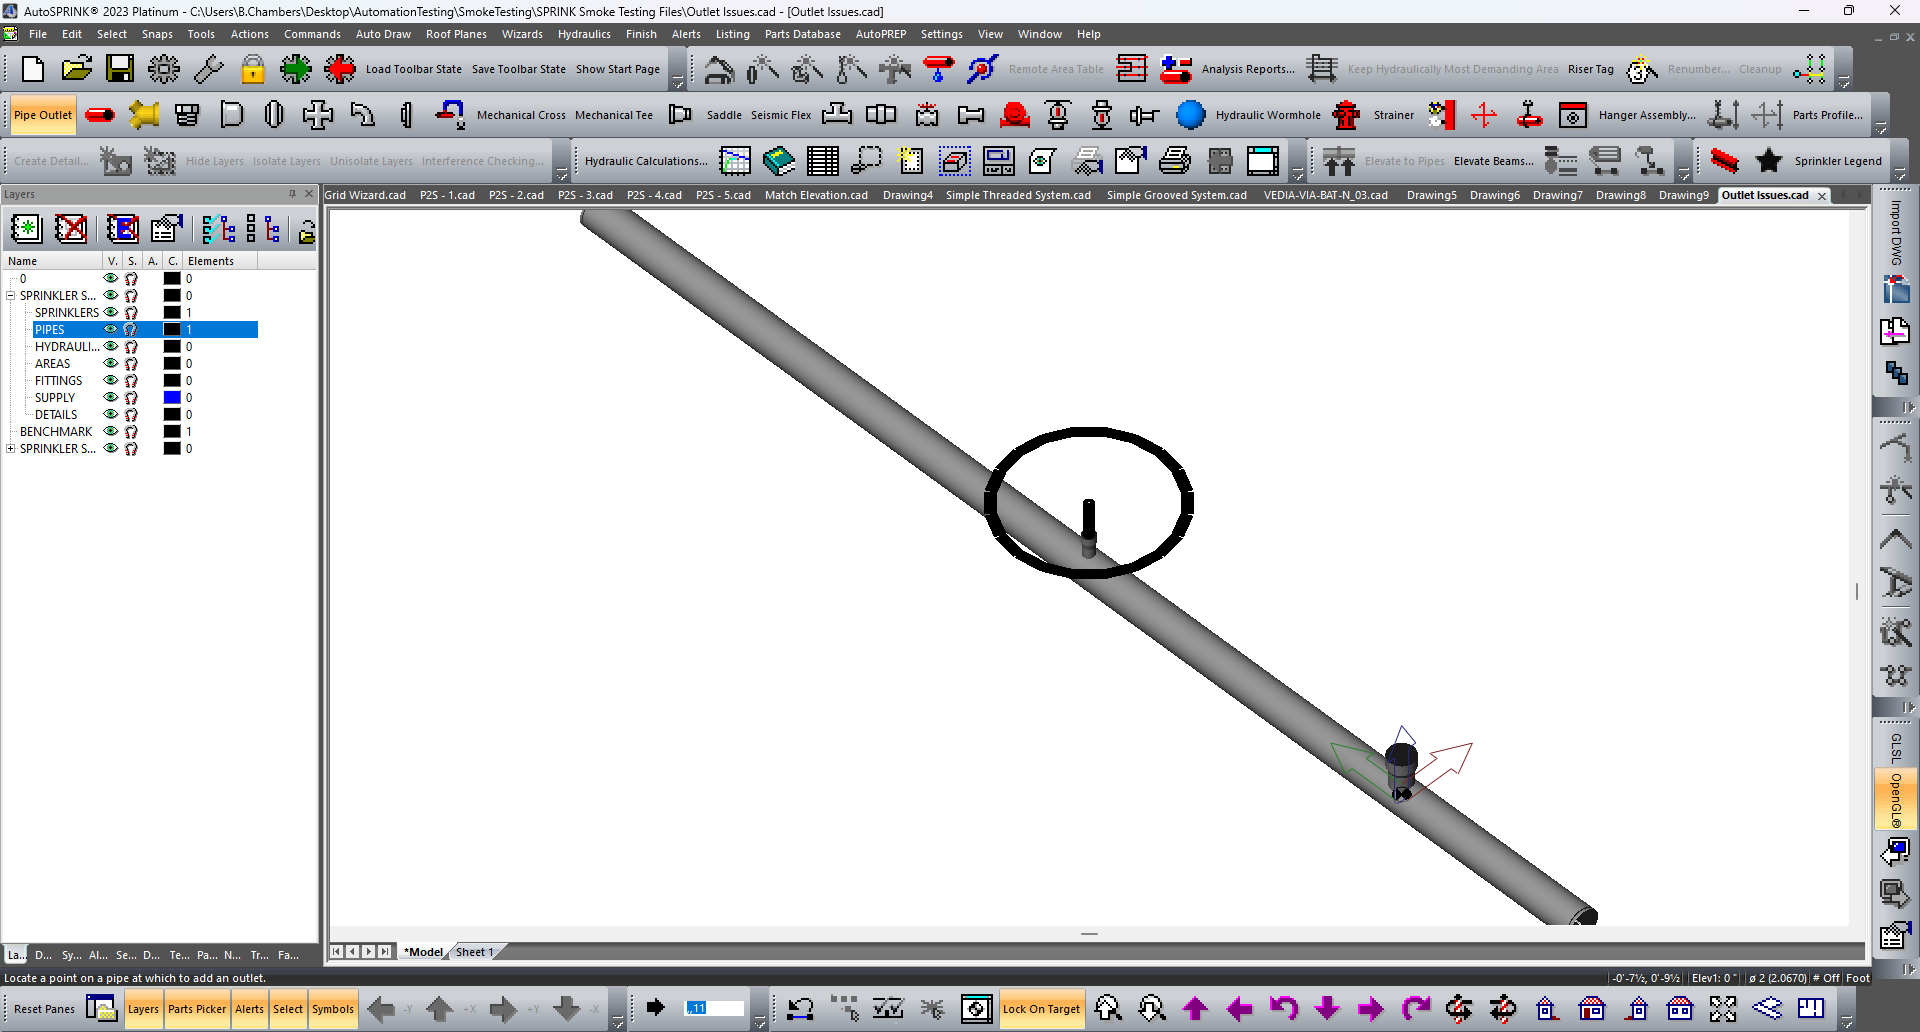 AutoSPRINK® 2023 Platinum - C:\Users\B.Chambers\Desktop\AutomationTesting\SmokeTesting\SPRINK Smoke Testing Files\Outlet Issues.cad - [Outlet Issues.cad]
File Edit Select Snaps Tools Actions Commands Auto Draw Roof Planes Wizards Hydraulics Finish Alerts Listing Parts Database AutoPREP Settings View Window Help
Load Toolbar State Save Toolbar State Show Start Page Remote Area Table Analysis Reports... Keep Hydraulically Most Demanding Area Riser Tag Renumber... Cleanup
Pipe Outlet Mechanical Cross Mechanical Tee Saddle Seismic Flex Hydraulic Wormhole Strainer Hanger Assembly... Parts Profile...
Create Detail... Hide Layers Isolate Layers Unisolate Layers Interference Checking... Hydraulic Calculations... Elevate to Pipes Elevate Beams... Sprinkler Legend
Layers
Grid Wizard.cad P2S - 1.cad P2S - 2.cad P2S - 3.cad P2S - 4.cad P2S - 5.cad Match Elevation.cad Drawing4 Simple Threaded System.cad Simple Grooved System.cad VEDIA-VIA-BAT-N_03.cad Drawing5 Drawing6 Drawing7 Drawing8 Drawing9 Outlet Issues.cad
Name V. S. A. C. Elements
0 0
SPRINKLER S... 0
SPRINKLERS 1
PIPES 1
HYDRAULI... 0
AREAS 0
FITTINGS 0
SUPPLY 0
DETAILS 0
BENCHMARK 1
SPRINKLER S... 0
Import DWG
GLSL
OpenGL®
*Model Sheet 1
La... D... Sy... Al... Se... D... Te... Pa... N... Tr... Fa...
Locate a point on a pipe at which to add an outlet. -0'-7½, 0'-9½ Elev1: 0 " ø 2 (2.0670) # Off Foot
Reset Panes Layers Parts Picker Alerts Select Symbols -Y +X +Y -X ,,11 Lock On Target